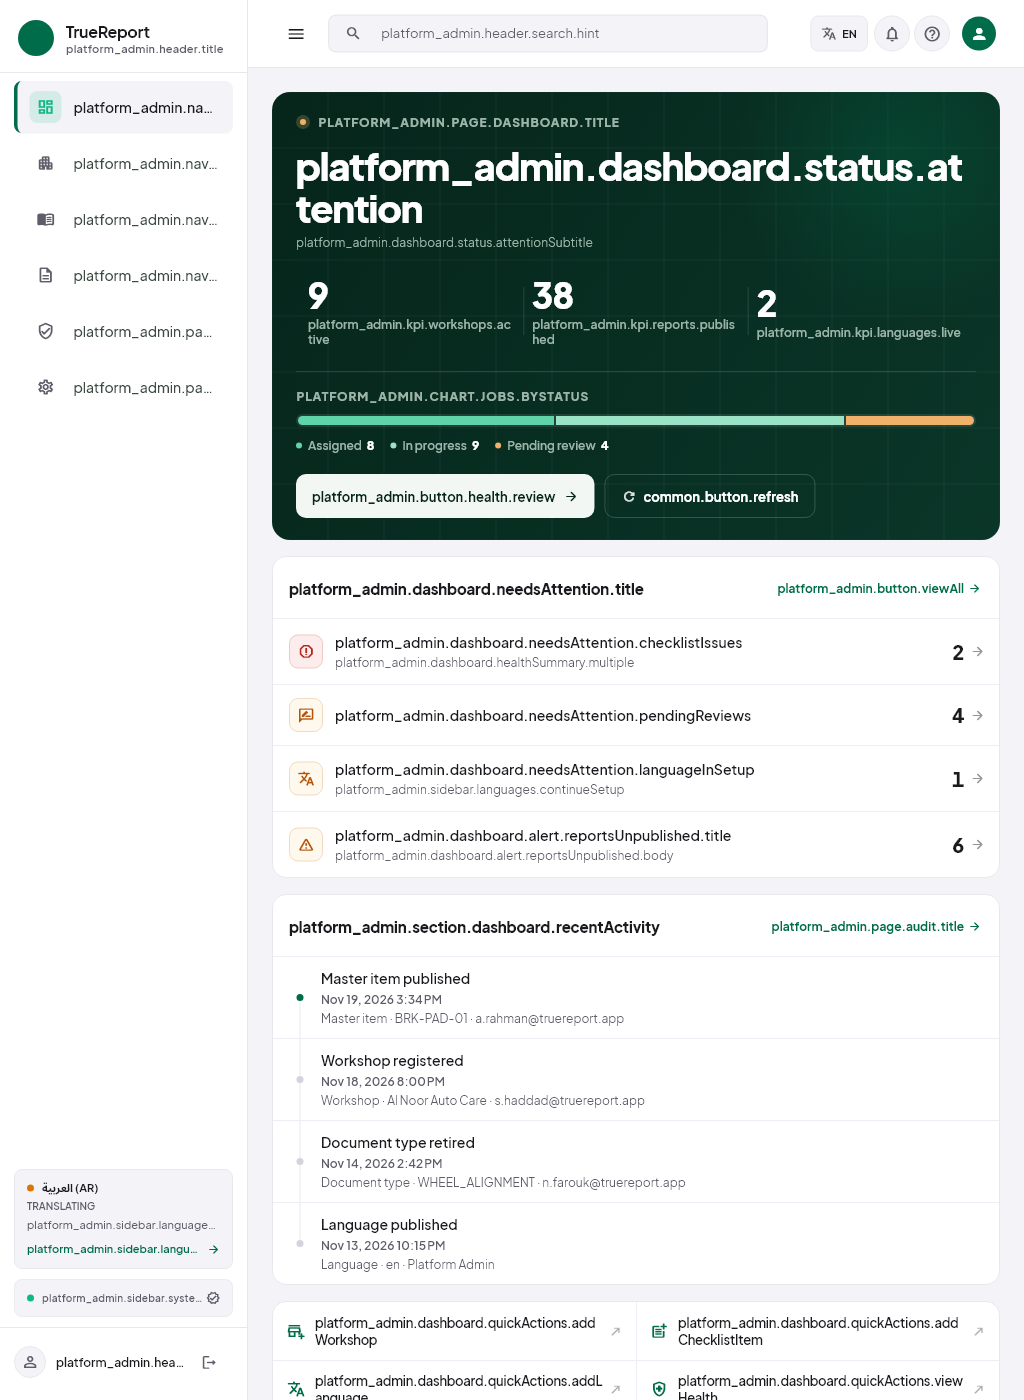 TrueReport
platform_admin.header.title
platform_admin.na...
platform_admin.nav...
platform_admin.nav...
platform_admin.nav...
platform_admin.pa...
platform_admin.pa...
العربية (AR)
TRANSLATING
platform_admin.sidebar.language...
platform_admin.sidebar.langu...
platform_admin.sidebar.syste...
platform_admin.hea...
platform_admin.header.search.hint
EN
PLATFORM_ADMIN.PAGE.DASHBOARD.TITLE
platform_admin.dashboard.status.at
tention
platform_admin.dashboard.status.attentionSubtitle
9
platform_admin.kpi.workshops.ac
tive
38
platform_admin.kpi.reports.publis
hed
2
platform_admin.kpi.languages.live
PLATFORM_ADMIN.CHART.JOBS.BYSTATUS
Assigned 8 In progress 9 Pending review 4
platform_admin.button.health.review
common.button.refresh
platform_admin.dashboard.needsAttention.title
platform_admin.button.viewAll
platform_admin.dashboard.needsAttention.checklistIssues
platform_admin.dashboard.healthSummary.multiple
2
platform_admin.dashboard.needsAttention.pendingReviews
4
platform_admin.dashboard.needsAttention.languageInSetup
platform_admin.sidebar.languages.continueSetup
1
platform_admin.dashboard.alert.reportsUnpublished.title
platform_admin.dashboard.alert.reportsUnpublished.body
6
platform_admin.section.dashboard.recentActivity
platform_admin.page.audit.title
Master item published
Nov 19, 2026 3:34 PM
Master item · BRK-PAD-01 · a.rahman@truereport.app
Workshop registered
Nov 18, 2026 8:00 PM
Workshop · Al Noor Auto Care · s.haddad@truereport.app
Document type retired
Nov 14, 2026 2:42 PM
Document type · WHEEL_ALIGNMENT · n.farouk@truereport.app
Language published
Nov 13, 2026 10:15 PM
Language · en · Platform Admin
platform_admin.dashboard.quickActions.add
Workshop
platform_admin.dashboard.quickActions.add
ChecklistItem
platform_admin.dashboard.quickActions.addL
anguage
platform_admin.dashboard.quickActions.view
Health